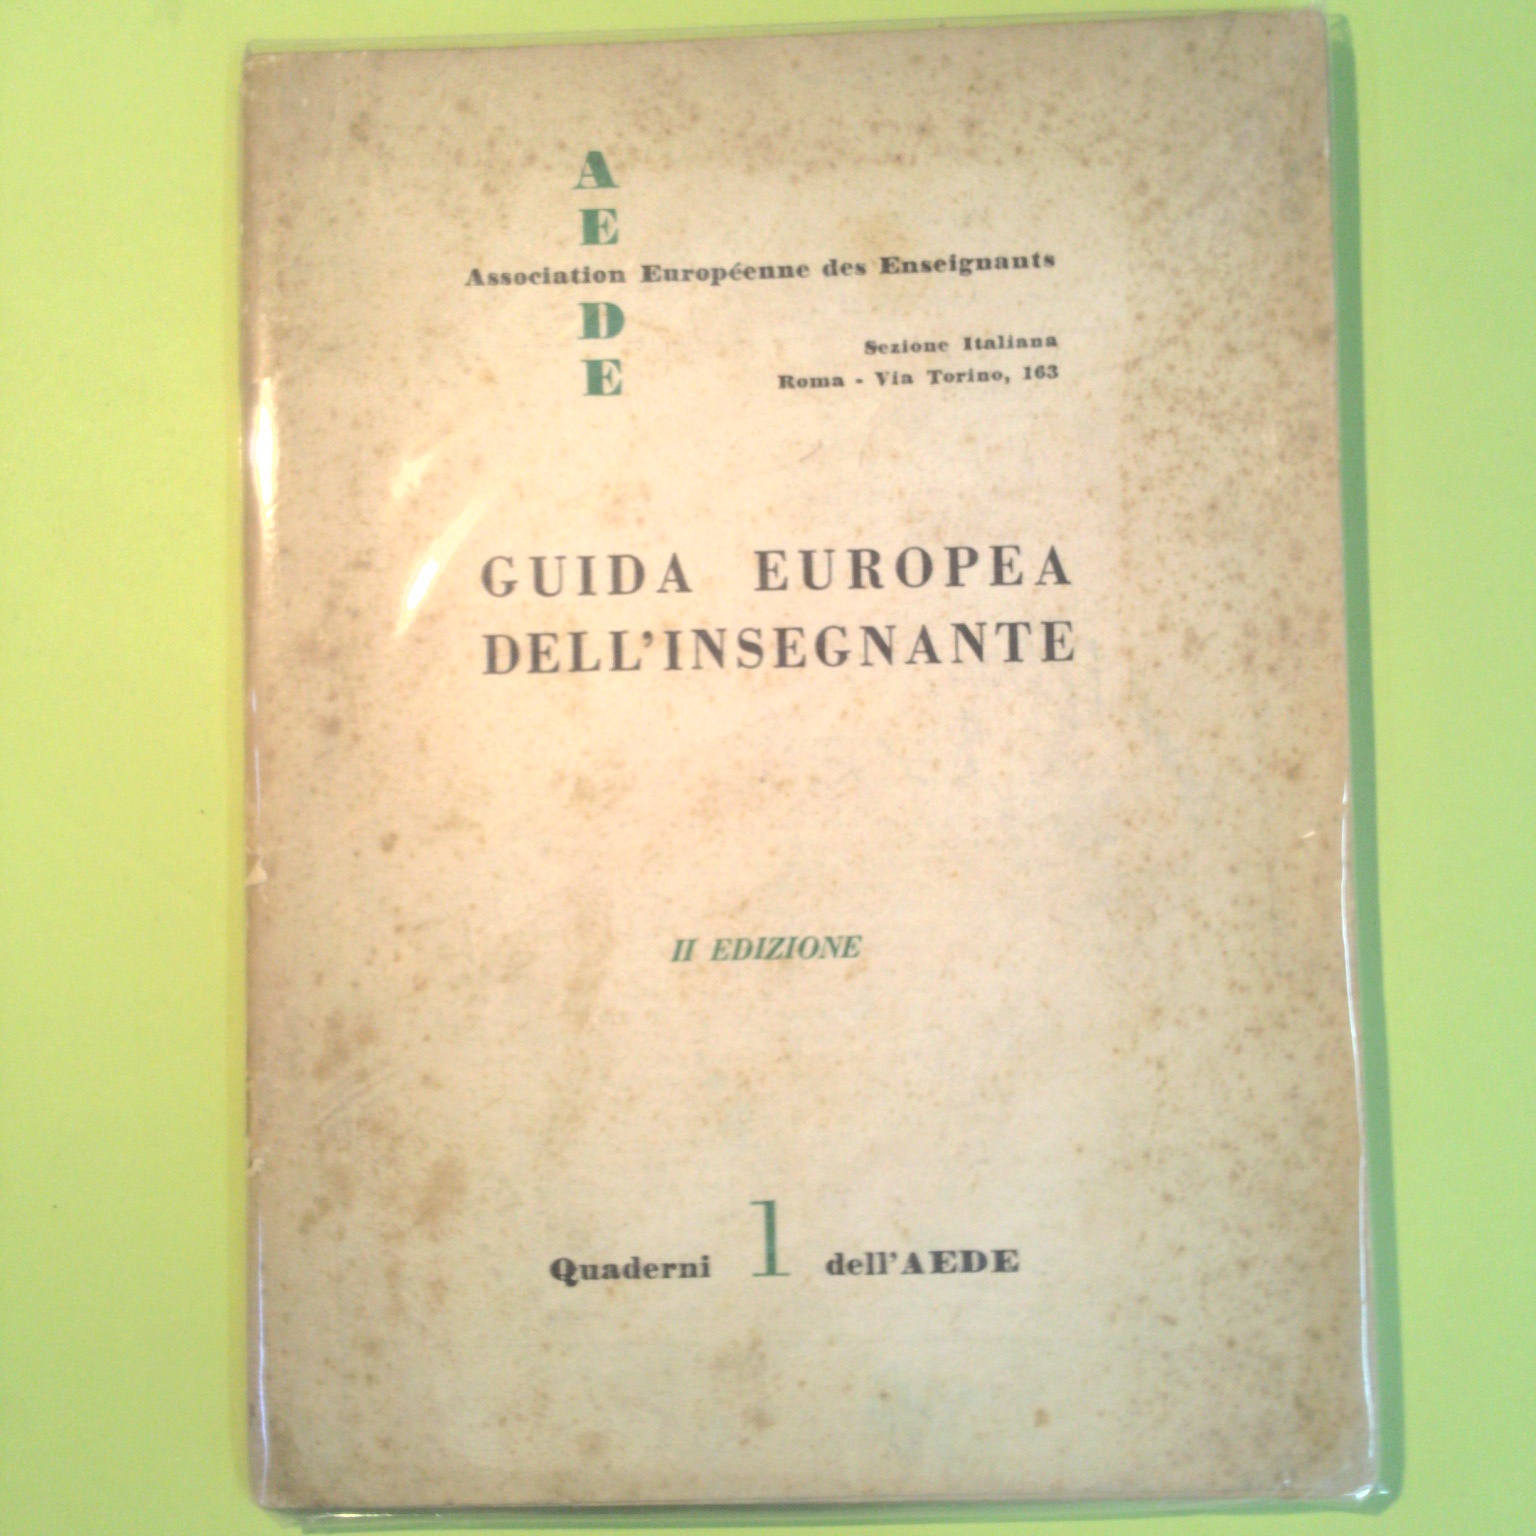 A
E
Association Européenne des Enseignants
D
E
Sezione Italiana
Roma - Via Torino, 163
GUIDA EUROPEA
DELL'INSEGNANTE
II EDIZIONE
Quaderni 1 dell'AEDE